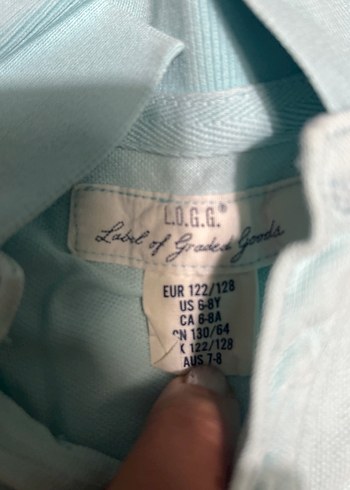 L.O.G.G.®
Label of Graded Goods
EUR 122/128
US 6-8Y
CA 6-8A
CN 130/64
K 122/128
AUS 7-8